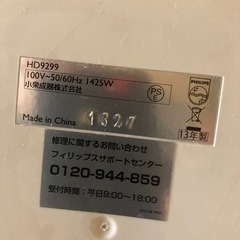 HD9299
100V~50/60Hz 1425W
小泉成器株式会社
PS
E
PHILIPS
Made in China
1327
13年製
修理に関するお問い合わせ
フィリップスサポートセンター
0120-944-859
受付時間:平日9:00~18:00